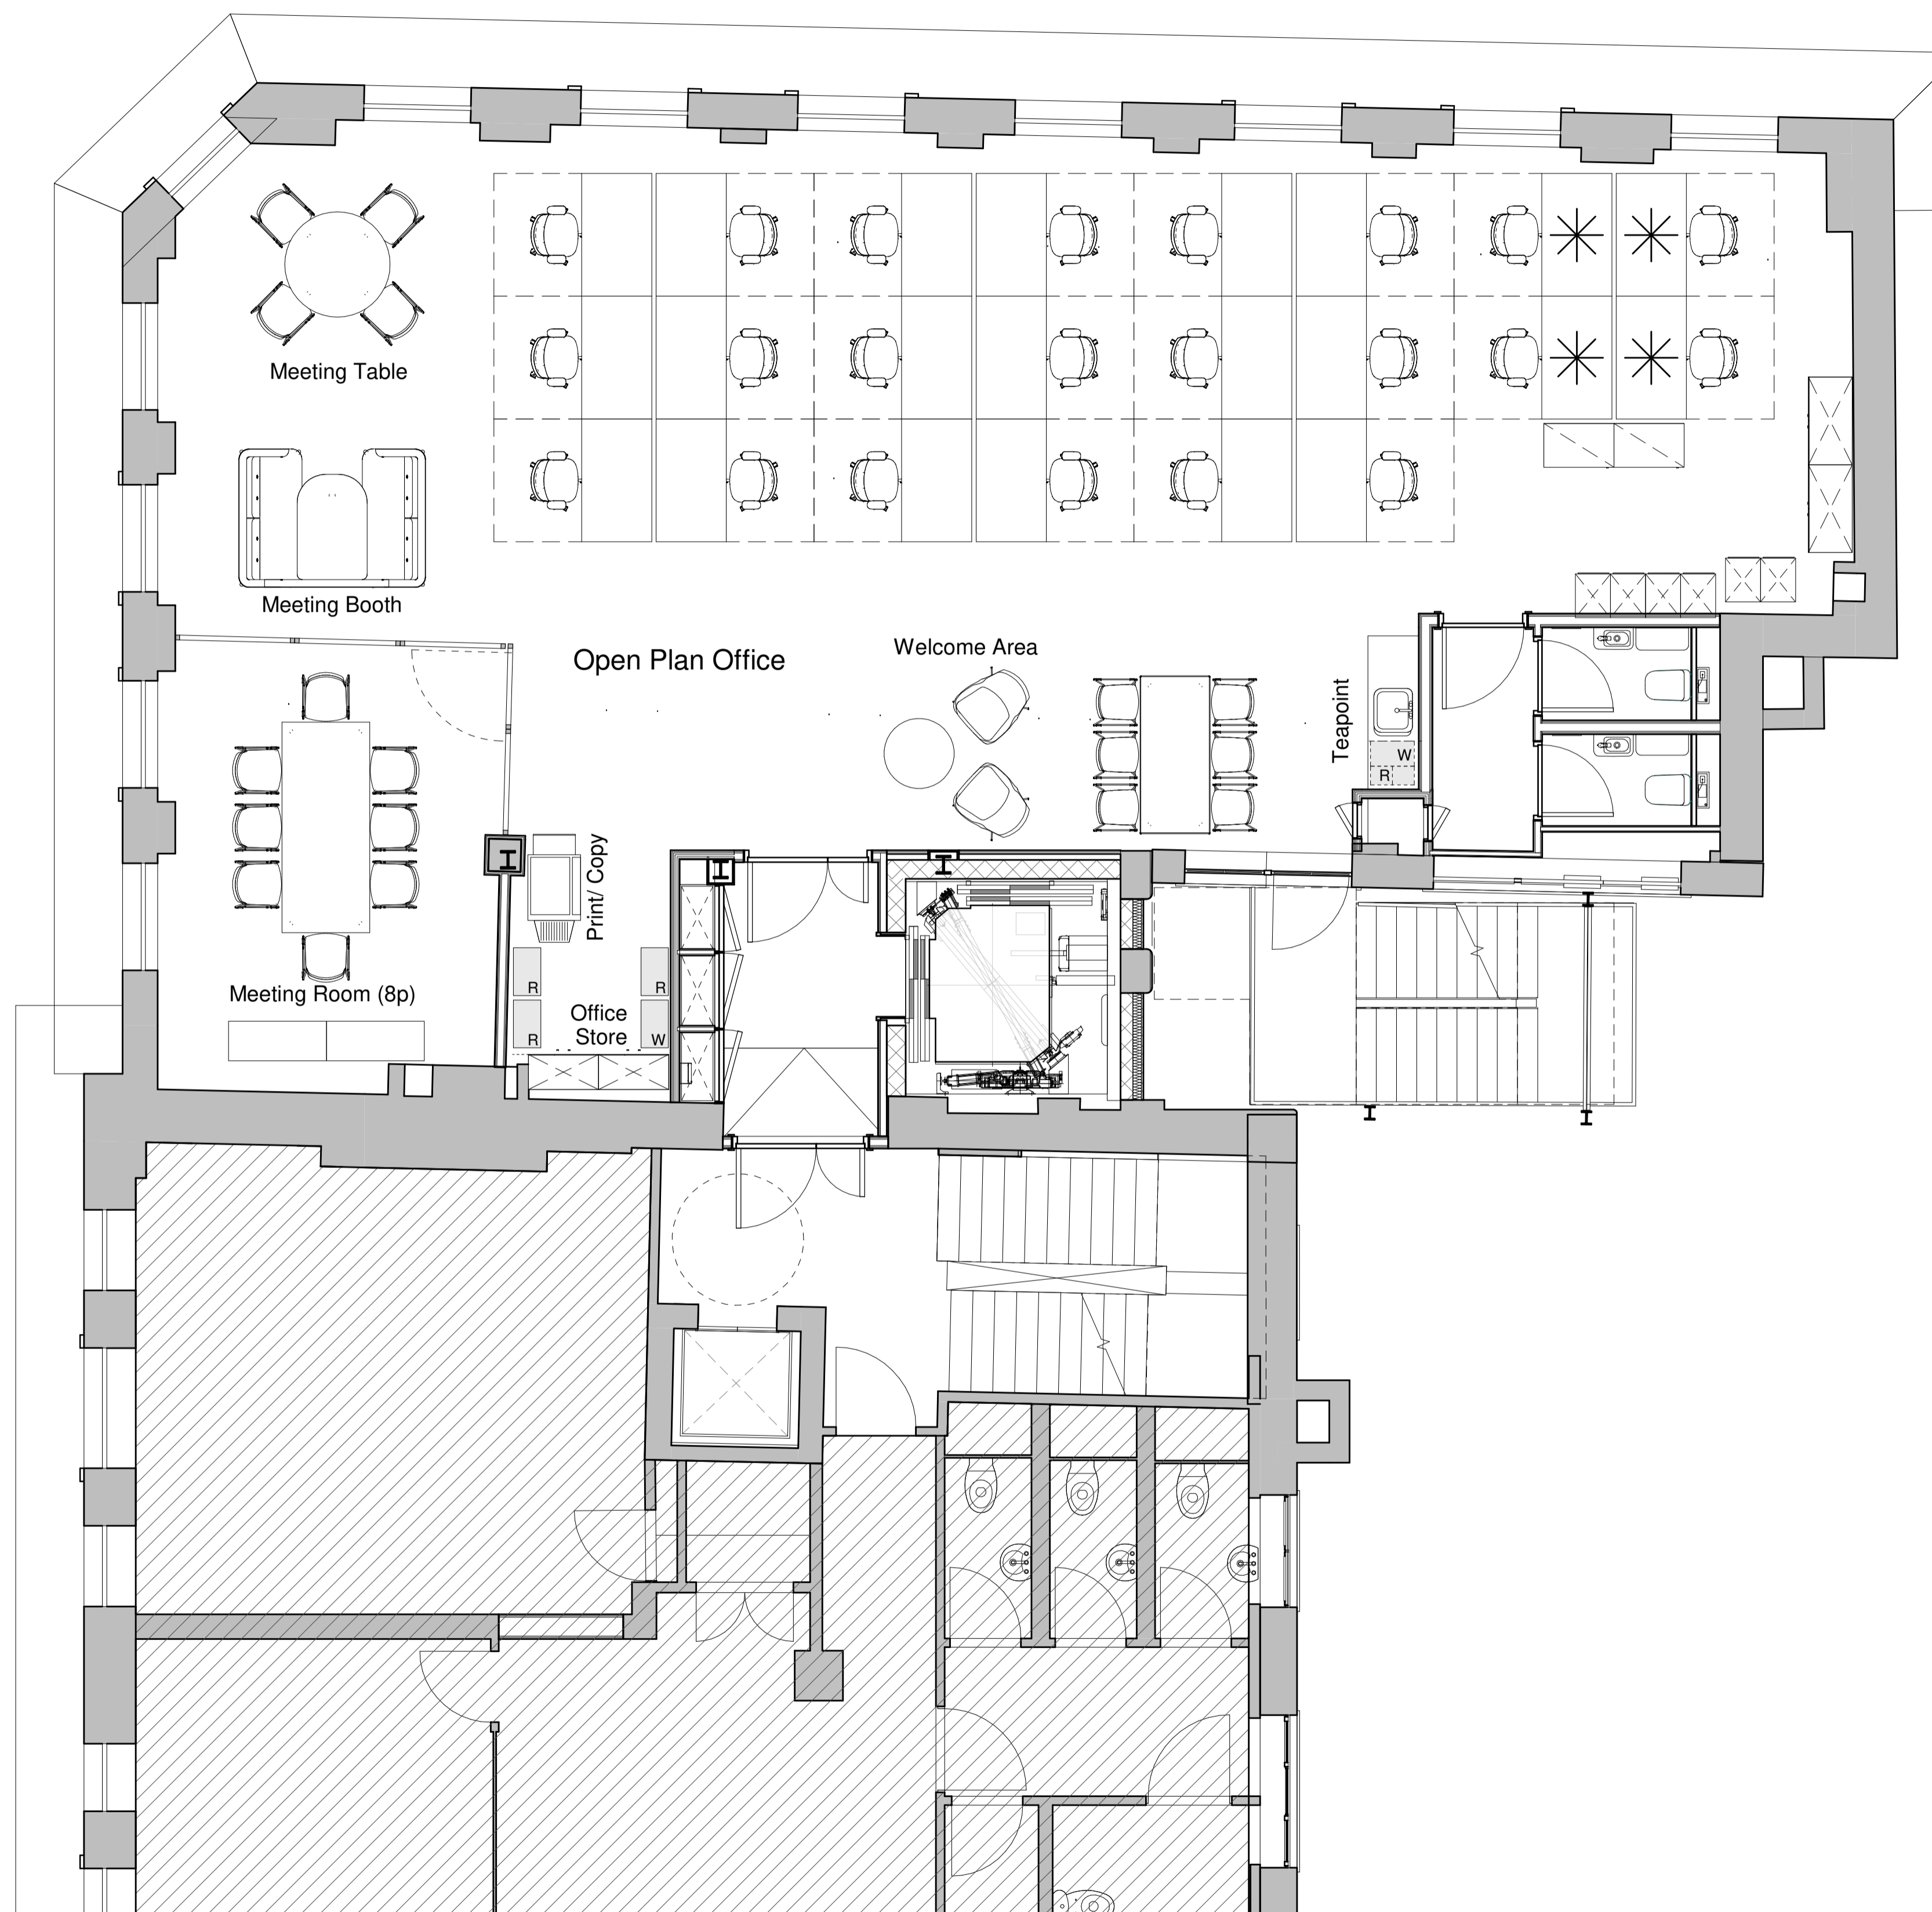 Meeting Table
Meeting Booth
Open Plan Office
Welcome Area
Teapoint
W
R
Print/ Copy
Meeting Room (8p)
R
R
Office
Store
R
W